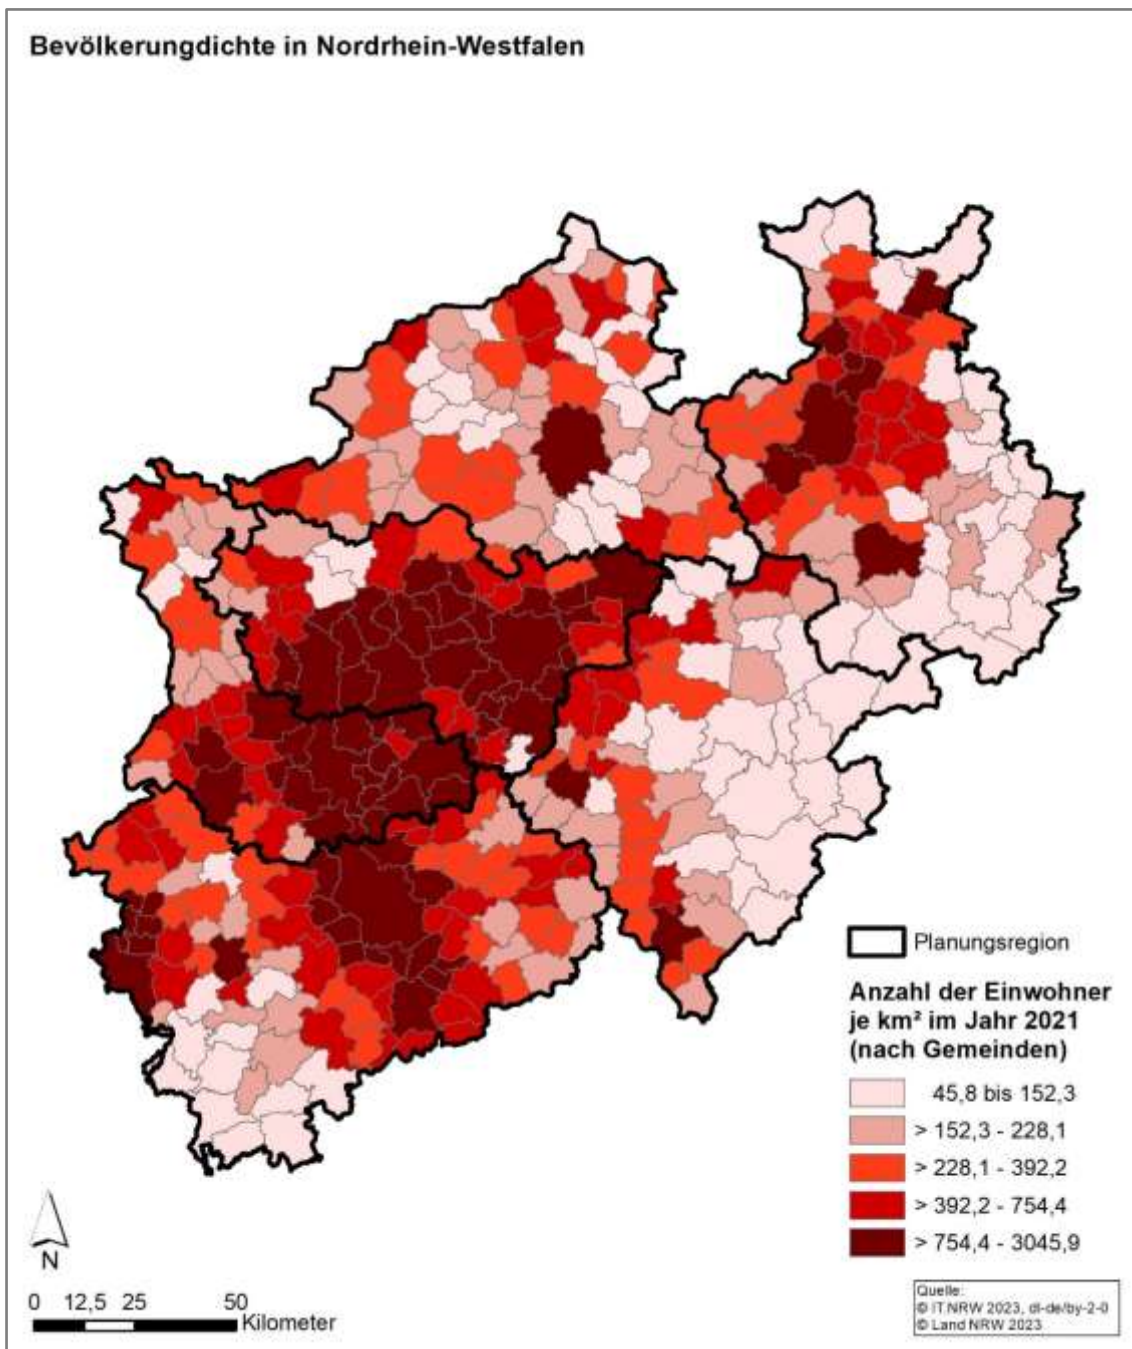 Bevölkerungdichte in Nordrhein-Westfalen
Planungsregion
Anzahl der Einwohner
je km² im Jahr 2021
(nach Gemeinden)
45,8 bis 152,3
> 152,3 - 228,1
> 228,1 - 392,2
> 392,2 - 754,4
> 754,4 - 3045,9
N
0 12,5 25 50
Kilometer
Quelle:
© IT.NRW 2023, dl-de/by-2-0
© Land NRW 2023